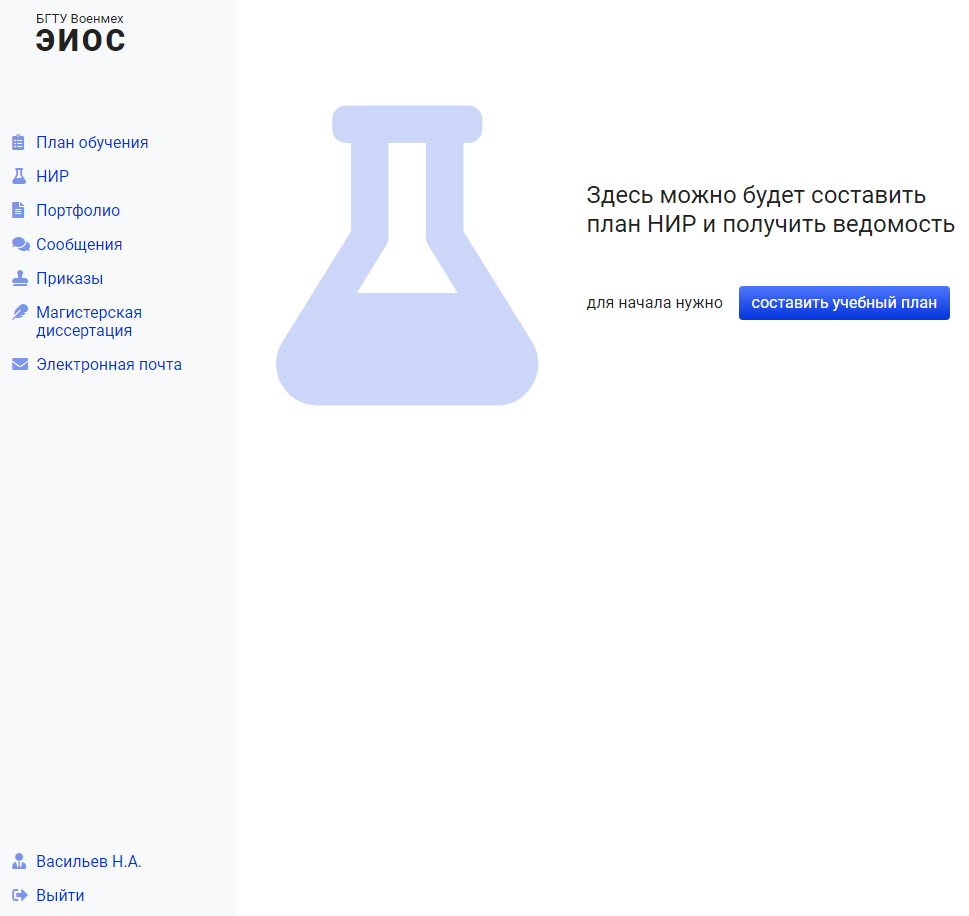 БГТУ Военмех
ЭИОС
План обучения
НИР
Портфолио
Сообщения
Приказы
Магистерская
диссертация
Электронная почта
Здесь можно будет составить
план НИР и получить ведомость
для начала нужно составить учебный план
Васильев Н.А.
Выйти